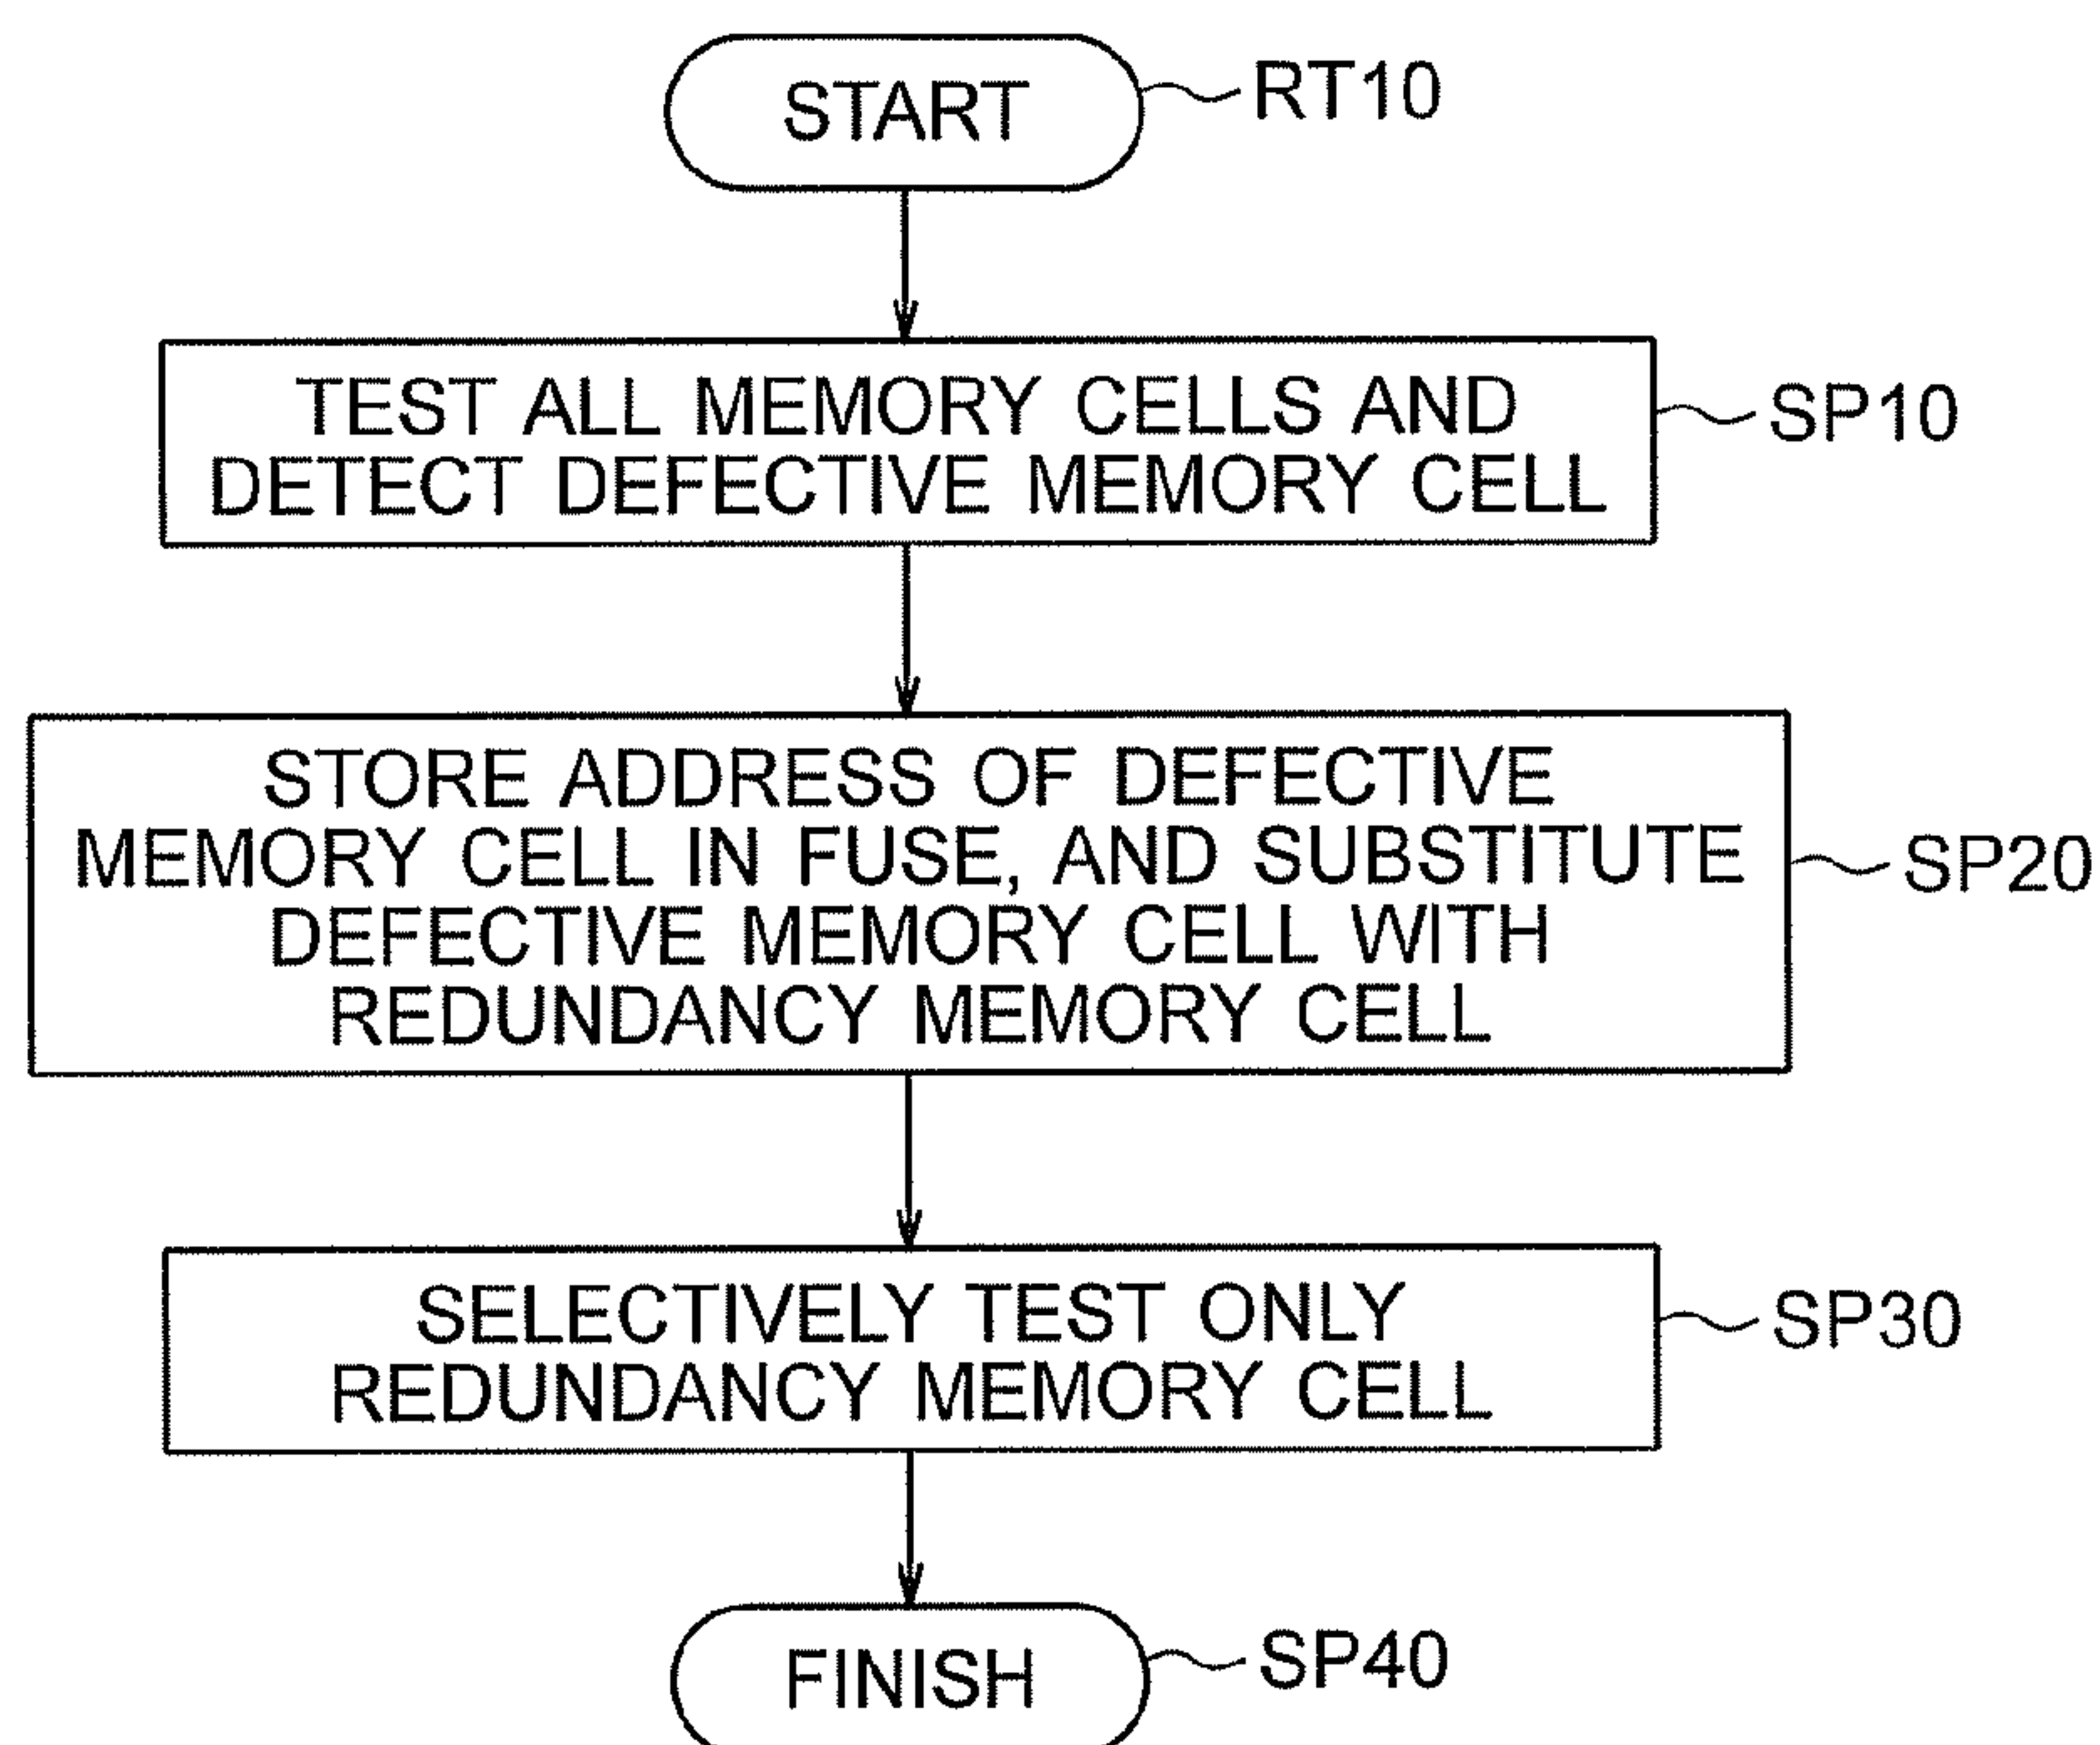 START
RT10
TEST ALL MEMORY CELLS AND
DETECT DEFECTIVE MEMORY CELL
SP10
STORE ADDRESS OF DEFECTIVE
MEMORY CELL IN FUSE, AND SUBSTITUTE
DEFECTIVE MEMORY CELL WITH
REDUNDANCY MEMORY CELL
SP20
SELECTIVELY TEST ONLY
REDUNDANCY MEMORY CELL
SP30
FINISH
SP40